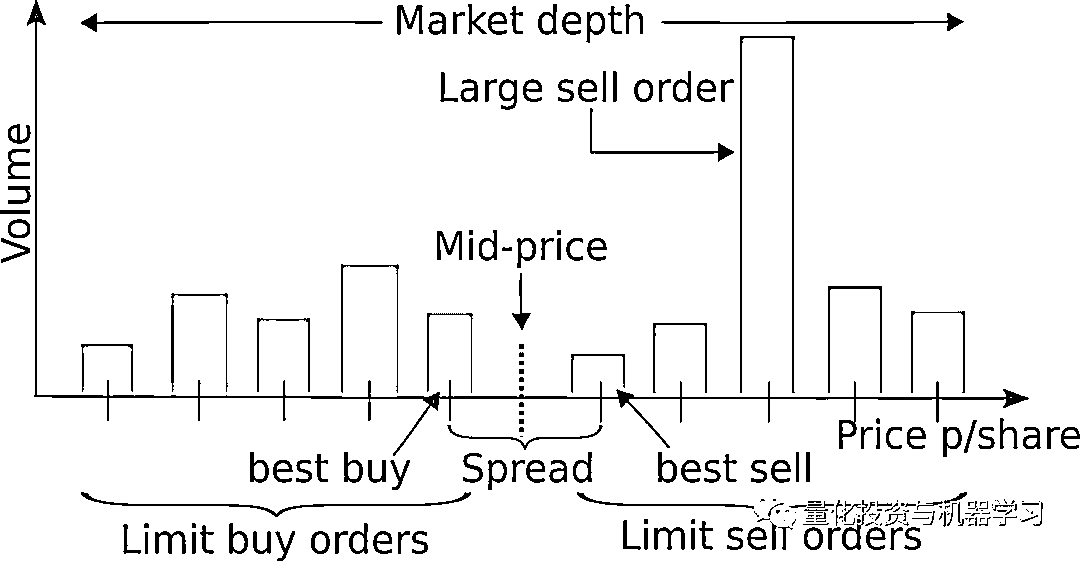 Market depth
Large sell order
Volume
Mid-price
Price p/share
best buy
Spread
best sell
Limit buy orders
Limit sell orders
量化投资与机器学习